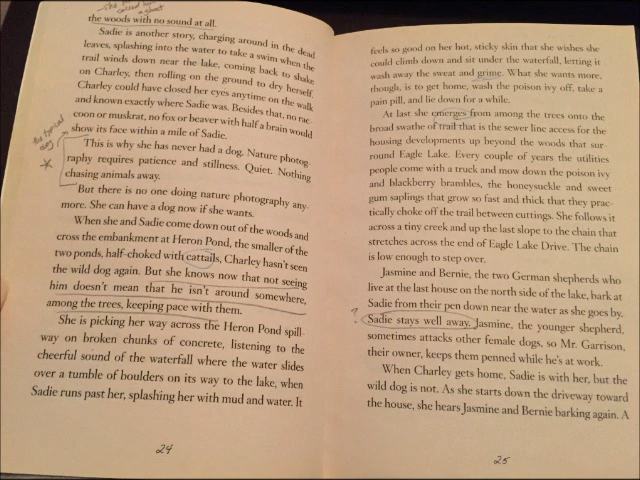 the woods with no sound at all.
Sadie is another story, charging around in the dead
leaves, splashing into the water to take a swim when the
trail winds down near the lake, coming back to shake
on Charley, then rolling on the ground to dry herself.
Charley could have closed her eyes anytime on the walk
and known exactly where Sadie was. Besides that, no rac-
coon or muskrat, no fox or beaver with half a brain would
show its face within a mile of Sadie.
This is why she has never had a dog. Nature photog-
raphy requires patience and stillness. Quiet. Nothing
chasing animals away.
But there is no one doing nature photography any-
more. She can have a dog now if she wants.
When she and Sadie come down out of the woods and
cross the embankment at Heron Pond, the smaller of the
two ponds, half-choked with cattails, Charley hasn't seen
the wild dog again. But she knows now that not seeing
him doesn't mean that he isn't around somewhere,
among the trees, keeping pace with them.
She is picking her way across the Heron Pond spill-
way on broken chunks of concrete, listening to the
cheerful sound of the waterfall where the water slides
over a tumble of boulders on its way to the lake, when
Sadie runs past her, splashing her with mud and water. It
24
feels so good on her hot, sticky skin that she wishes she
could climb down and sit under the waterfall, letting it
wash away the sweat and grime. What she wants more,
though, is to get home, wash the poison ivy off, take a
pain pill, and lie down for a while.
At last she emerges from among the trees onto the
broad swathe of trail that is the sewer line access for the
housing developments up beyond the woods that sur-
round Eagle Lake. Every couple of years the utilities
people come with a truck and mow down the poison ivy
and blackberry brambles, the honeysuckle and sweet
gum saplings that grow so fast and thick that they prac-
tically choke off the trail between cuttings. She follows it
across a tiny creek and up the last slope to the chain that
stretches across the end of Eagle Lake Drive. The chain
is low enough to step over.
Jasmine and Bernie, the two German shepherds who
live at the last house on the north side of the lake, bark at
Sadie from their pen down near the water as she goes by.
? Sadie stays well away. Jasmine, the younger shepherd,
sometimes attacks other female dogs, so Mr. Garrison,
their owner, keeps them penned while he's at work.
When Charley gets home, Sadie is with her, but the
wild dog is not. As she starts down the driveway toward
the house, she hears Jasmine and Bernie barking again. A
25